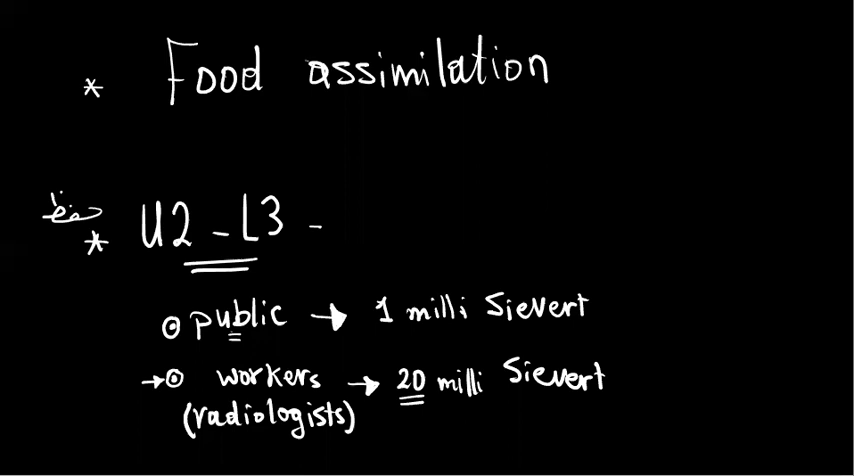 * Food assimilation
حفظ
* U2 - L3 -
⊙ public → 1 milli Sievert
→⊙ workers → 20 milli Sievert
(radiologists)